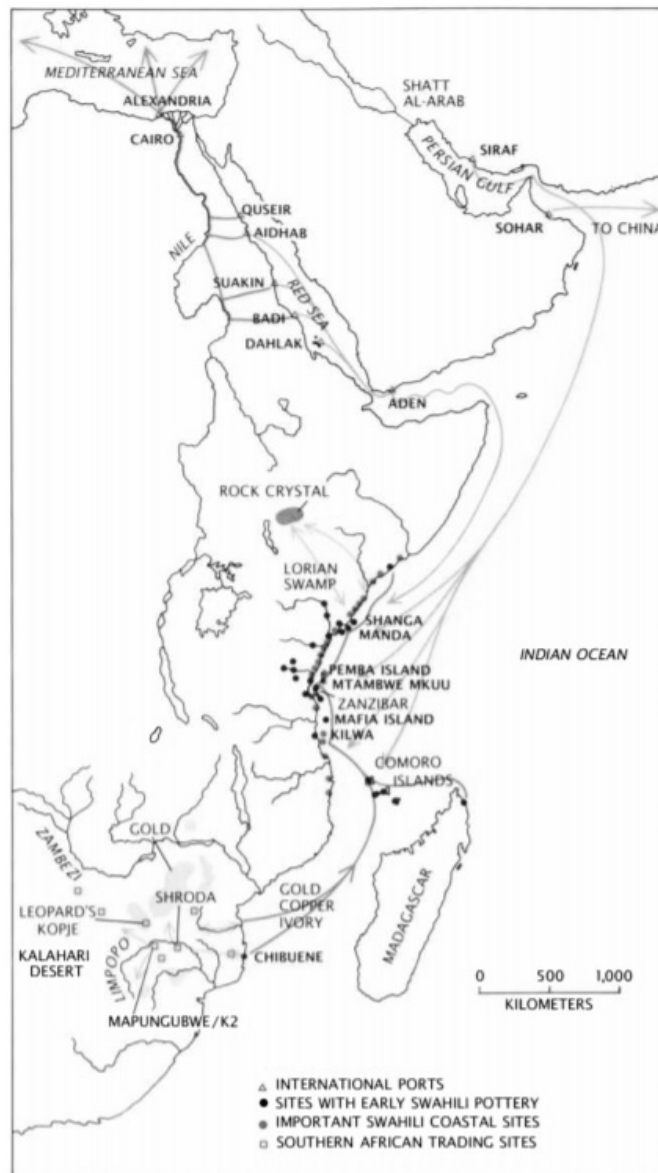 MEDITERRANEAN SEA
ALEXANDRIA
CAIRO
SHATT
AL-ARAB
SIRAF
PERSIAN GULF
SOHAR
TO CHINA
QUSEIR
AIDHAB
NILE
SUAKIN
RED SEA
BADI
DAHLAK
ADEN
ROCK CRYSTAL
LORIAN
SWAMP
SHANGA
MANDA
INDIAN OCEAN
PEMBA ISLAND
MTAMBWE MKUU
ZANZIBAR
MAFIA ISLAND
KILWA
COMORO
ISLANDS
ZAMBEZI
GOLD
SHRODA
GOLD
COPPER
IVORY
LEOPARD'S
KOPJE
MADAGASCAR
KALAHARI
DESERT
LIMPOPO
CHIBUENE
0 500 1,000
KILOMETERS
MAPUNGUBWE/K2
INTERNATIONAL PORTS
SITES WITH EARLY SWAHILI POTTERY
IMPORTANT SWAHILI COASTAL SITES
SOUTHERN AFRICAN TRADING SITES